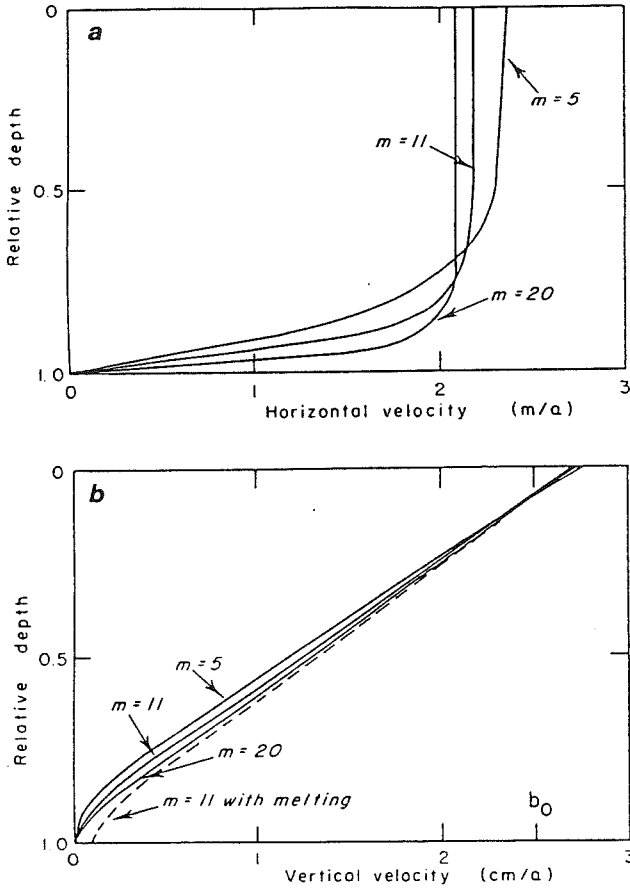 a
0
0.5
1.0
Relative depth
m = 5
m = 11
m = 20
0 1 2 3
Horizontal velocity (m/a)
b
0
0.5
1.0
Relative depth
m = 5
m = 11
m = 20
m = 11 with melting
b0
0 1 2 3
Vertical velocity (cm/a)